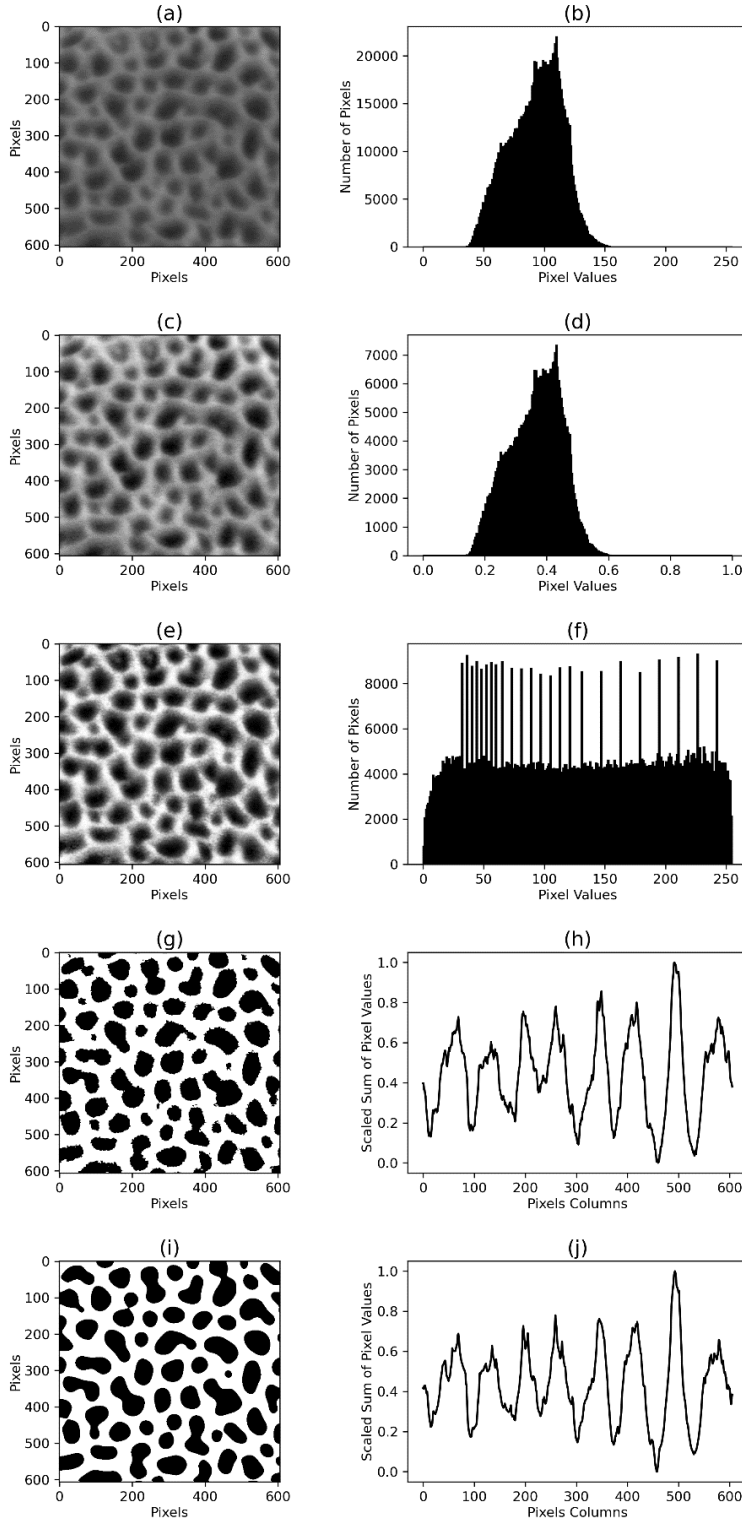 (a)
0
100
200
300
400
500
600
Pixels
0 200 400 600
Pixels
(b)
20000
15000
10000
5000
0
Number of Pixels
0 50 100 150 200 250
Pixel Values
(c)
0
100
200
300
400
500
600
Pixels
0 200 400 600
Pixels
(d)
7000
6000
5000
4000
3000
2000
1000
0
Number of Pixels
0.0 0.2 0.4 0.6 0.8 1.0
Pixel Values
(e)
0
100
200
300
400
500
600
Pixels
0 200 400 600
Pixels
(f)
8000
6000
4000
2000
0
Number of Pixels
0 50 100 150 200 250
Pixel Values
(g)
0
100
200
300
400
500
600
Pixels
0 200 400 600
Pixels
(h)
1.0
0.8
0.6
0.4
0.2
0.0
Scaled Sum of Pixel Values
0 100 200 300 400 500 600
Pixels Columns
(i)
0
100
200
300
400
500
600
Pixels
0 200 400 600
Pixels
(j)
1.0
0.8
0.6
0.4
0.2
0.0
Scaled Sum of Pixel Values
0 100 200 300 400 500 600
Pixels Columns